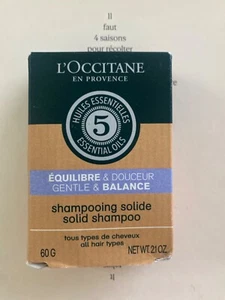 Il
faut
4 saisons
pour récolter
L'OCCITANE
EN PROVENCE
HUILES ESSENTIELLES
5
ESSENTIAL OILS
ÉQUILIBRE & DOUCEUR
GENTLE & BALANCE
shampooing solide
solid shampoo
tous types de cheveux
all hair types
60 G NET WT. 2.1 OZ.